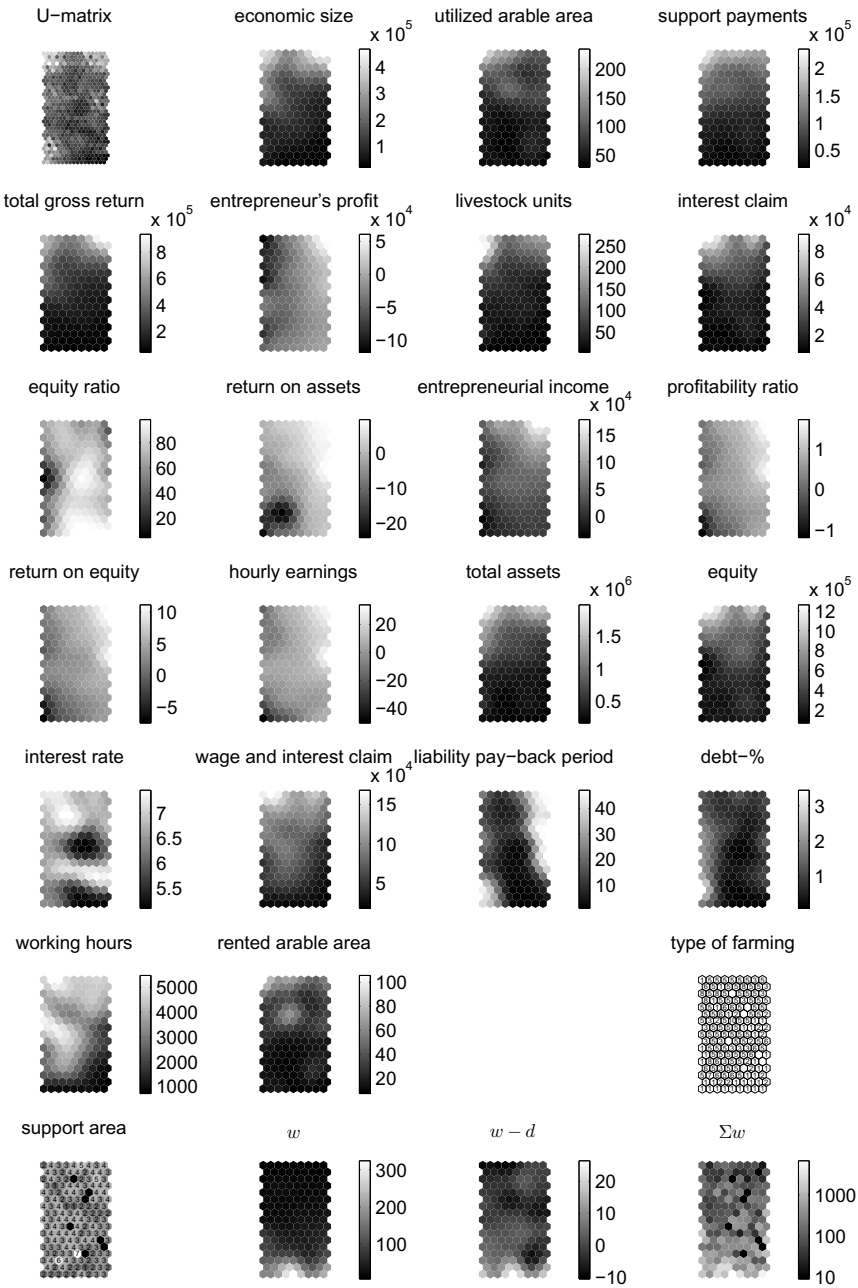 U−matrix
economic size
x 10^5
4
3
2
1
utilized arable area
200
150
100
50
support payments
x 10^5
2
1.5
1
0.5
total gross return
x 10^5
8
6
4
2
entrepreneur's profit
x 10^4
5
0
−5
−10
livestock units
250
200
150
100
50
interest claim
x 10^4
8
6
4
2
equity ratio
80
60
40
20
return on assets
0
−10
−20
entrepreneurial income
x 10^4
15
10
5
0
profitability ratio
1
0
−1
return on equity
10
5
0
−5
hourly earnings
20
0
−20
−40
total assets
x 10^6
1.5
1
0.5
equity
x 10^5
12
10
8
6
4
2
interest rate
7
6.5
6
5.5
wage and interest claim
x 10^4
15
10
5
liability pay−back period
40
30
20
10
debt−%
3
2
1
working hours
5000
4000
3000
2000
1000
rented arable area
100
80
60
40
20
type of farming
support area
w
300
200
100
w − d
20
10
0
−10
Σw
1000
100
10